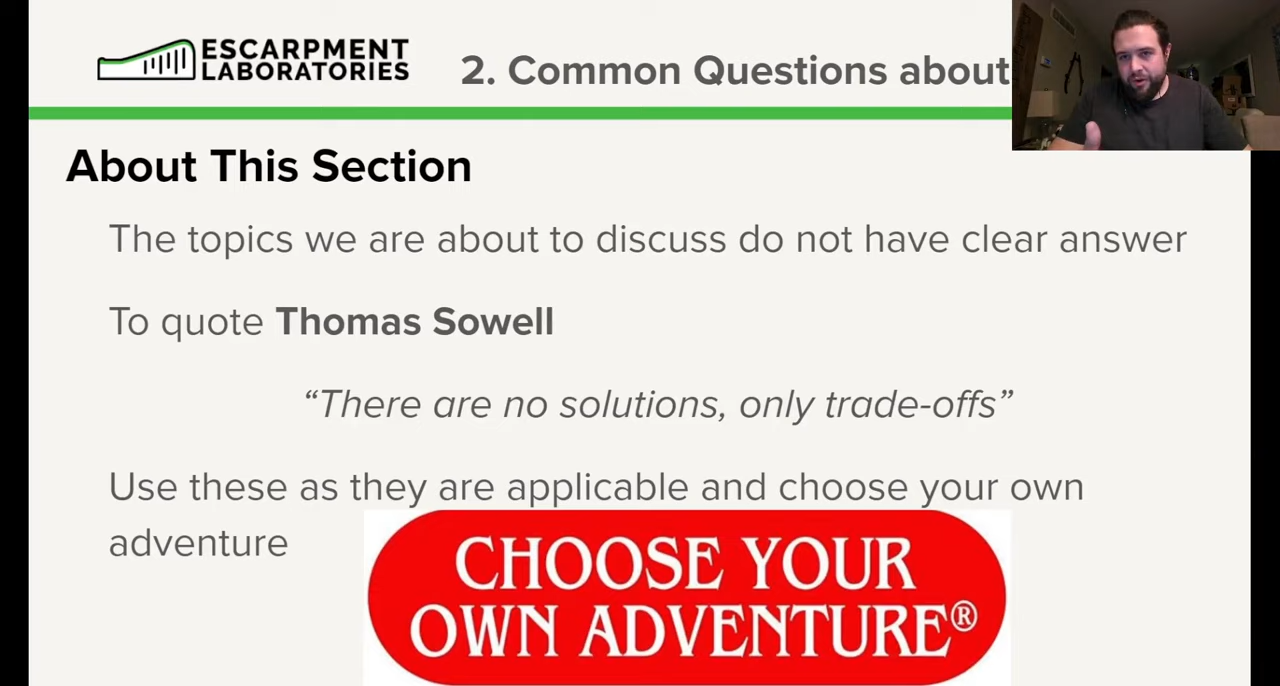 ESCARPMENT
LABORATORIES
2. Common Questions about
About This Section
The topics we are about to discuss do not have clear answer
To quote Thomas Sowell
“There are no solutions, only trade-offs”
Use these as they are applicable and choose your own
adventure
CHOOSE YOUR
OWN ADVENTURE®